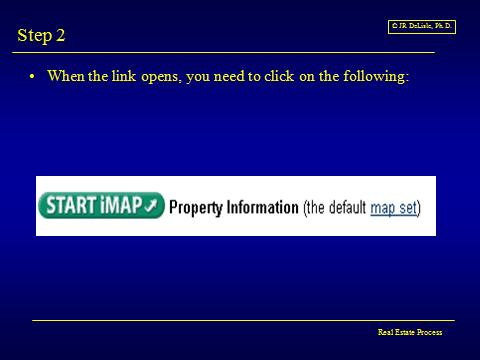 © JR DeLisle, Ph.D.
Step 2
• When the link opens, you need to click on the following:
START iMAP Property Information (the default map set)
Real Estate Process